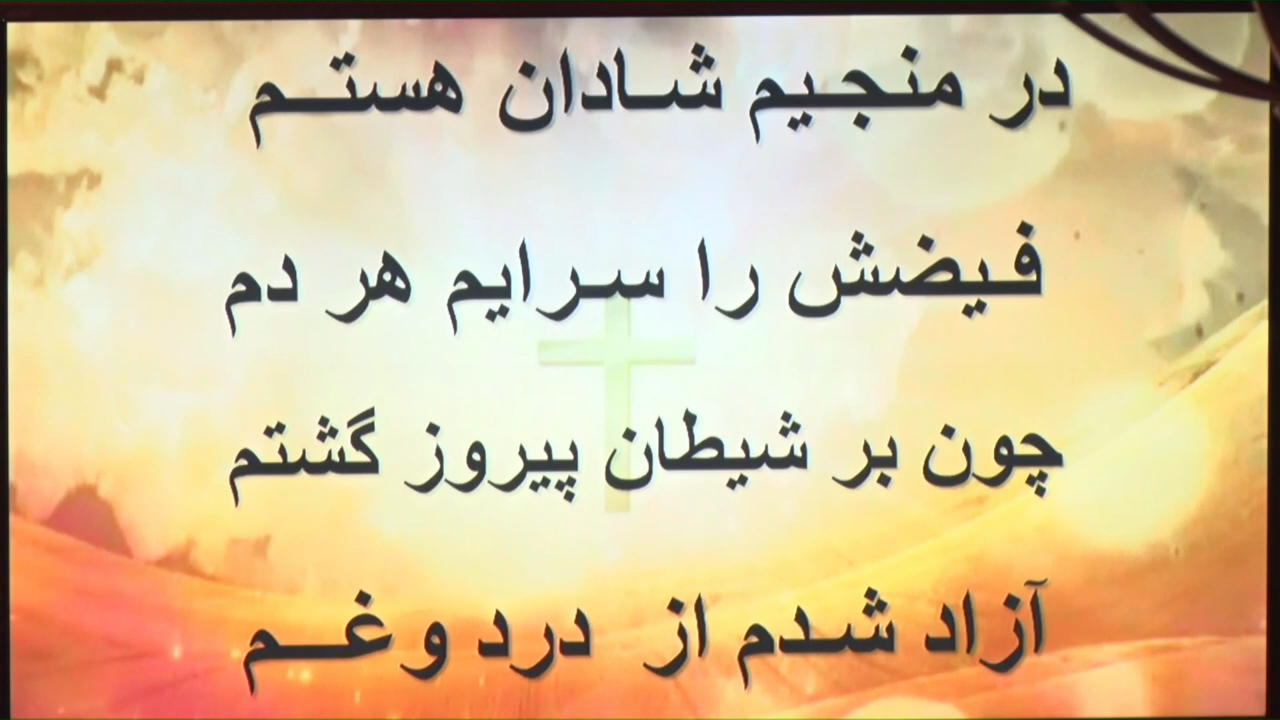 در منجیم شادان هستم
فیضش را سرایم هر دم
چون بر شیطان پیروز گشتم
آزاد شدم از درد و غم